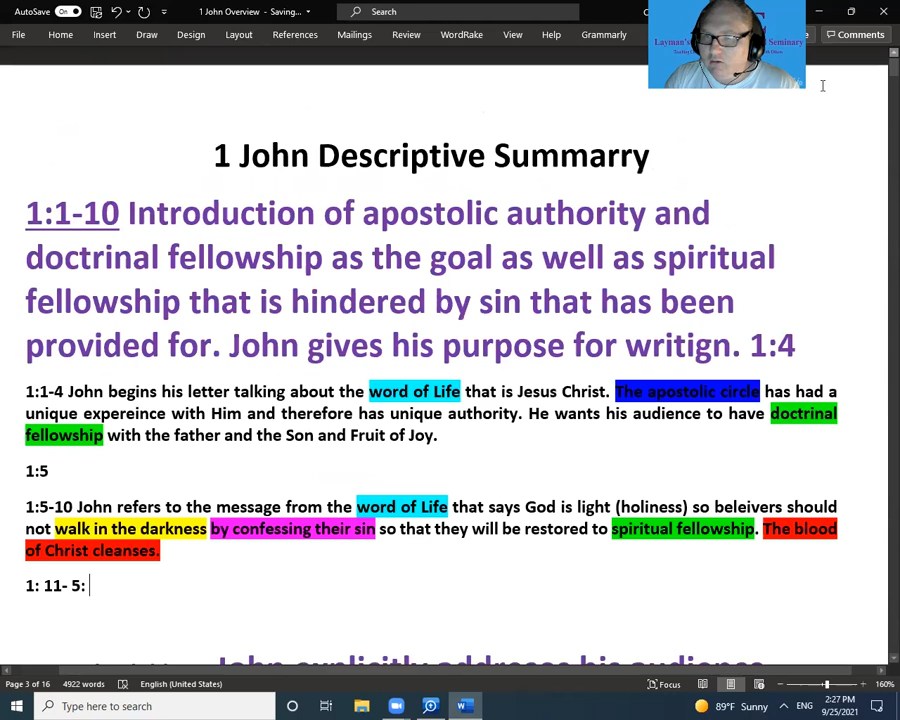 AutoSave On 1 John Overview - Saving... Search
File Home Insert Draw Design Layout References Mailings Review WordRake View Help Grammarly Comments
Layman's Seminary
1 John Descriptive Summarry
1:1-10 Introduction of apostolic authority and
doctrinal fellowship as the goal as well as spiritual
fellowship that is hindered by sin that has been
provided for. John gives his purpose for writign. 1:4
1:1-4 John begins his letter talking about the word of Life that is Jesus Christ. The apostolic circle has had a
unique expereince with Him and therefore has unique authority. He wants his audience to have doctrinal
fellowship with the father and the Son and Fruit of Joy.
1:5
1:5-10 John refers to the message from the word of Life that says God is light (holiness) so beleivers should
not walk in the darkness by confessing their sin so that they will be restored to spiritual fellowship. The blood
of Christ cleanses.
1: 11- 5:
John explicitly addresses his audience
Page 3 of 16 4922 words English (United States) Focus 160%
Type here to search 89°F Sunny 2:27 PM
9/25/2021